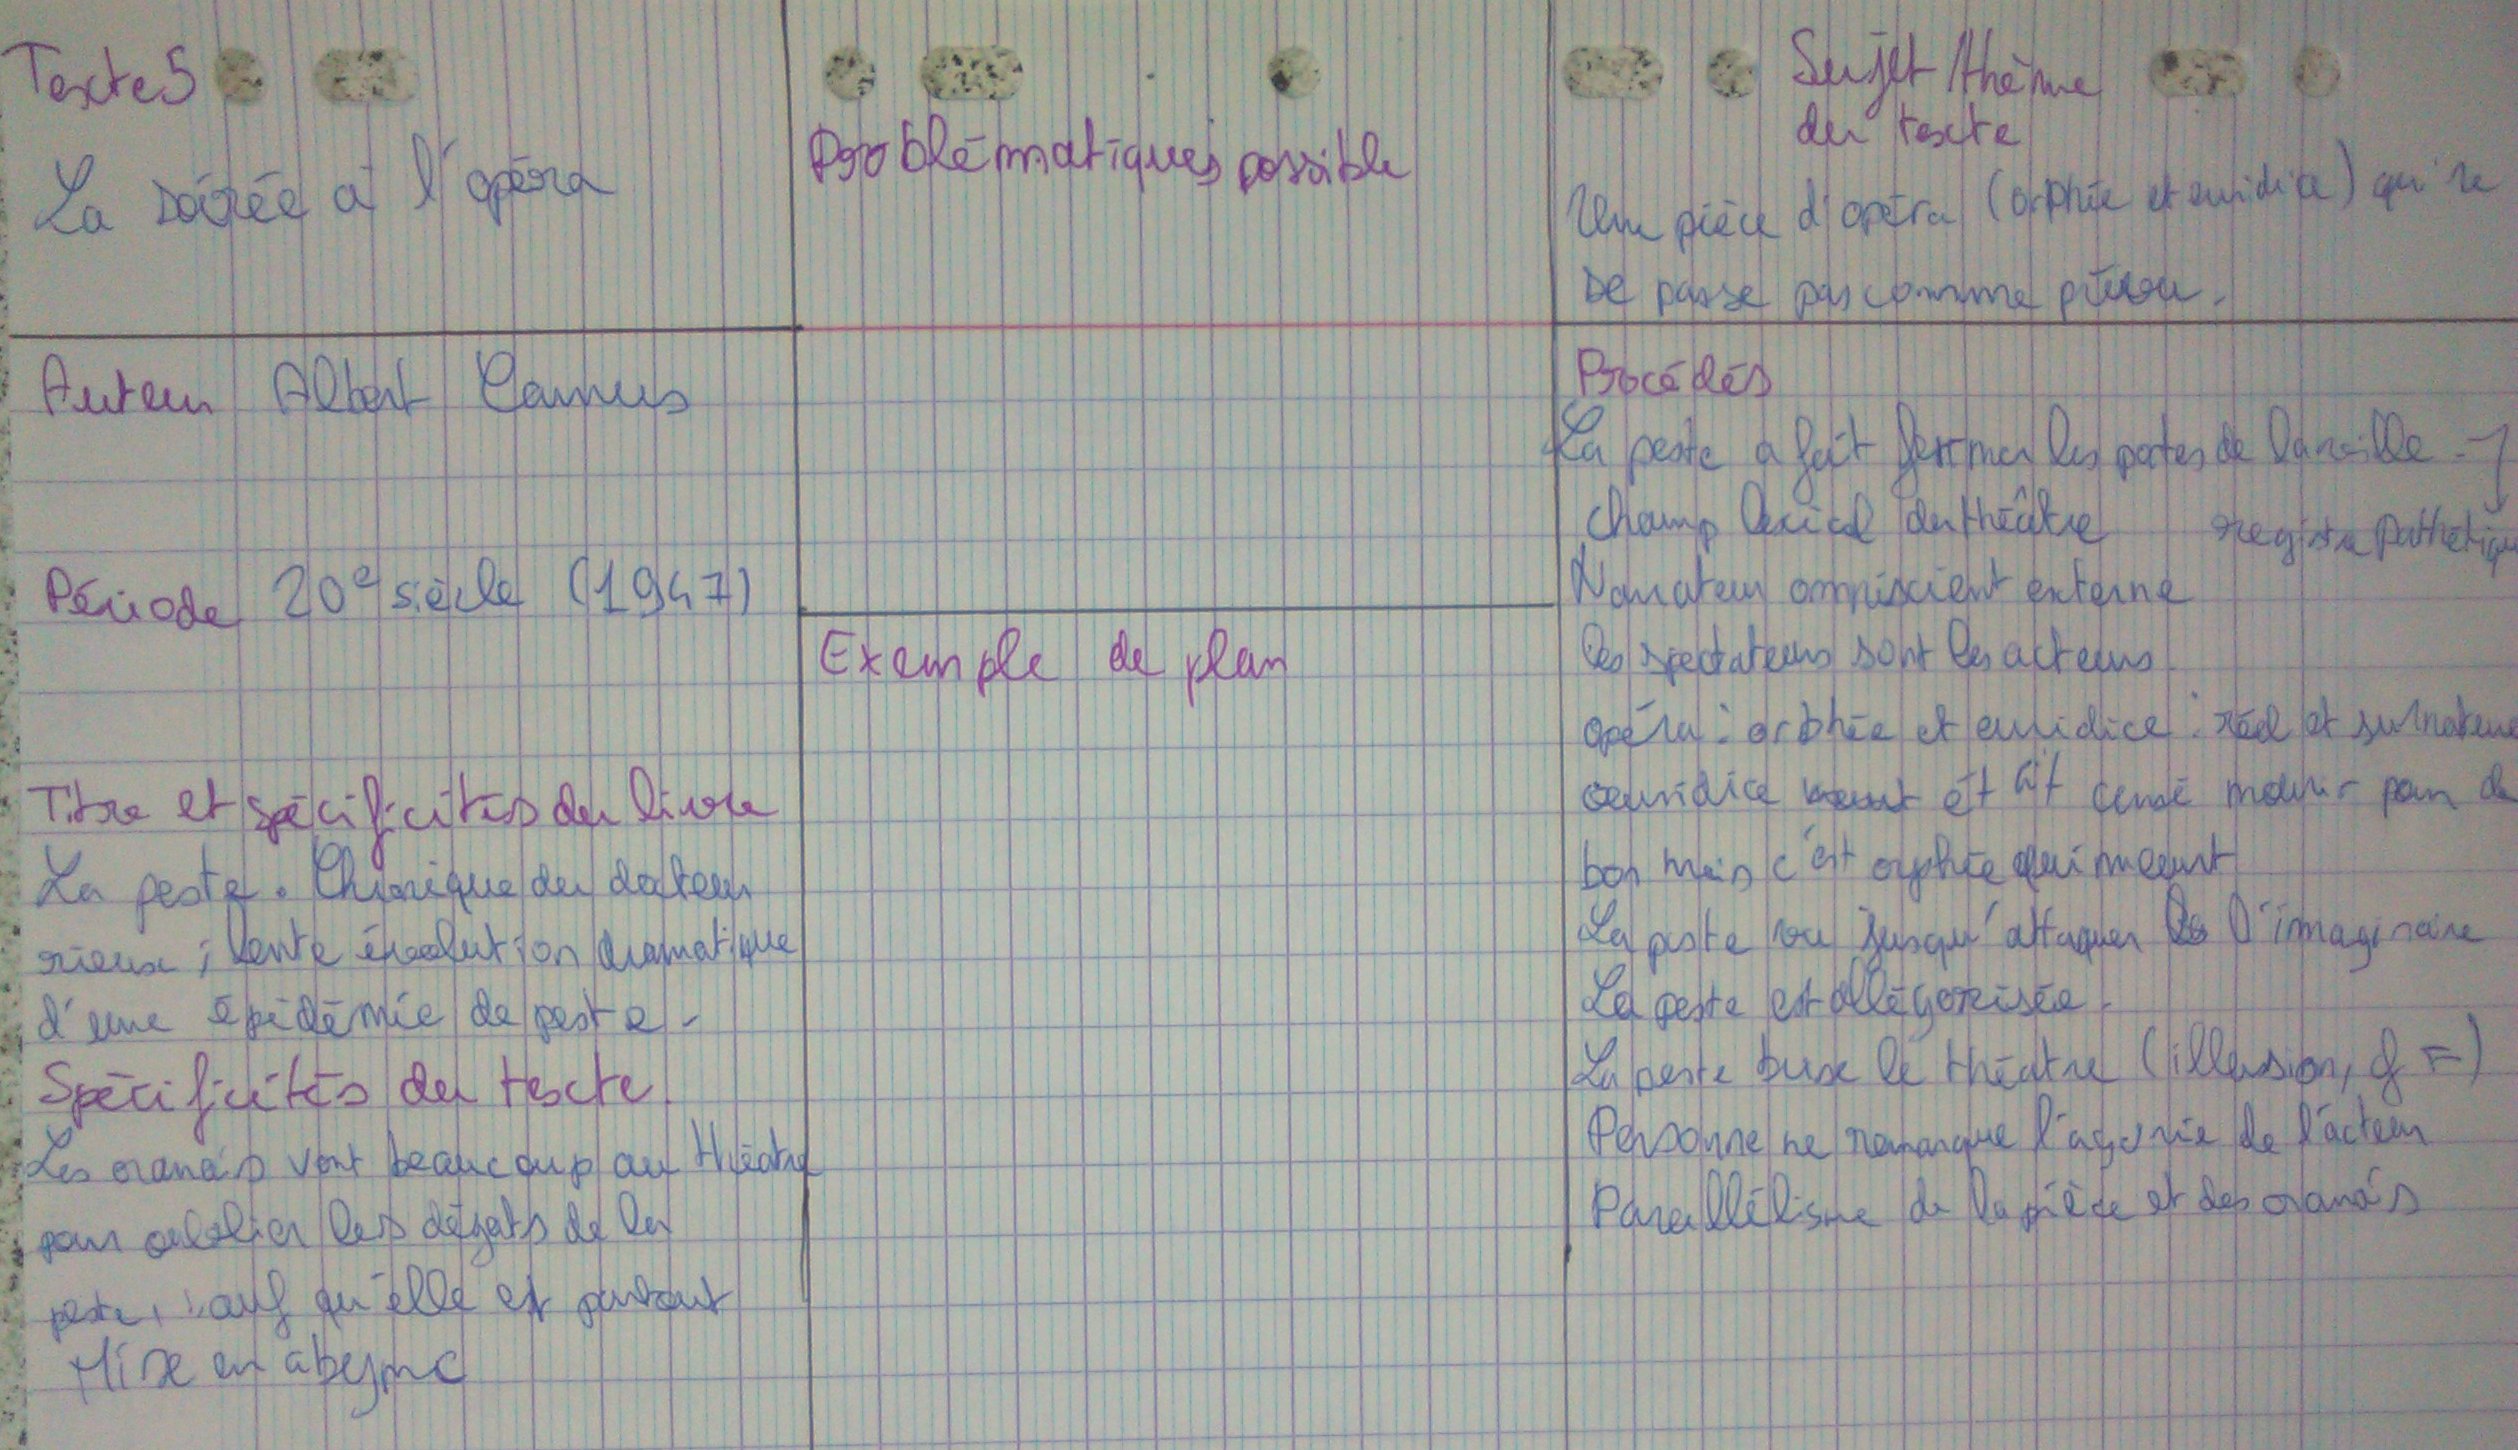 Texte 5
La soirée à l'opéra
Auteur Albert Camus
Période 20e siècle (1947)
Titre et spécificités du livre
La peste. Chronique du docteur
rieux ; lente évolution dramatique
d'une épidémie de peste.
Spécificités du texte
Les oranais vont beaucoup au théâtre
pour oublier les dégats de la
peste, sauf qu'elle est partout
Mise en abyme
Problématiques possible
Exemple de plan
Sujet / thème
du texte
Une pièce d'opéra (orphée et euridice) qui ne
se passe pas comme prévu.
Procédés
La peste a fait fermer les portes de la ville
champ lexical du théâtre registre pathétique
Narrateur omniscient externe
les spectateurs sont les acteurs
opéra : orphée et euridice : réel et surnaturel
euridice était censé mourir pour de
bon mais c'est orphée qui meurt
La peste va jusqu'attaquer l'imaginaire
La peste est allégorisée.
La peste brise le théâtre (illusion,
Personne ne remarque l'agonie de l'acteur
Parallélisme de la pièce et des oranais